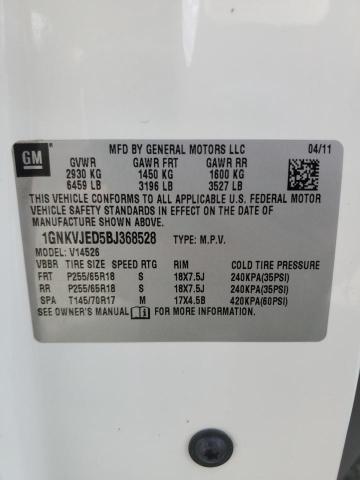 GM
MFD BY GENERAL MOTORS LLC 04/11
GVWR GAWR FRT GAWR RR
2930 KG 1450 KG 1600 KG
6459 LB 3196 LB 3527 LB
THIS VEHICLE CONFORMS TO ALL APPLICABLE U.S. FEDERAL MOTOR
VEHICLE SAFETY STANDARDS IN EFFECT ON THE DATE OF
MANUFACTURE SHOWN ABOVE.
1GNKVJED5BJ368528 TYPE: M.P.V.
MODEL: V14526
VBBR TIRE SIZE SPEED RTG RIM COLD TIRE PRESSURE
FRT P255/65R18 S 18X7.5J 240KPA(35PSI)
RR P255/65R18 S 18X7.5J 240KPA(35PSI)
SPA T145/70R17 M 17X4.5B 420KPA(60PSI)
SEE OWNER'S MANUAL FOR MORE INFORMATION.